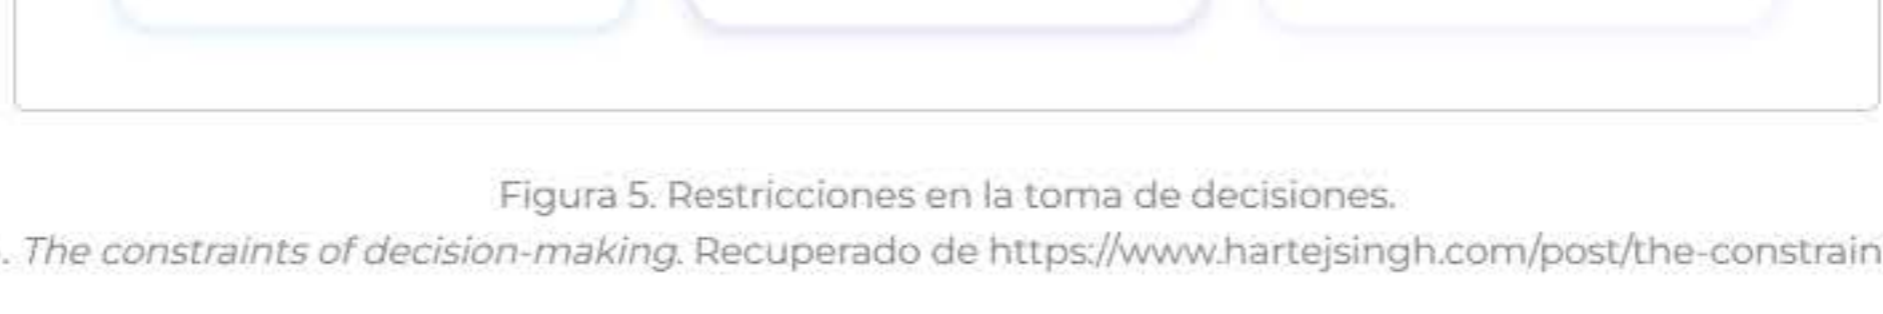 Figura 5. Restricciones en la toma de decisiones.
. The constraints of decision-making. Recuperado de https://www.hartejsingh.com/post/the-constrain